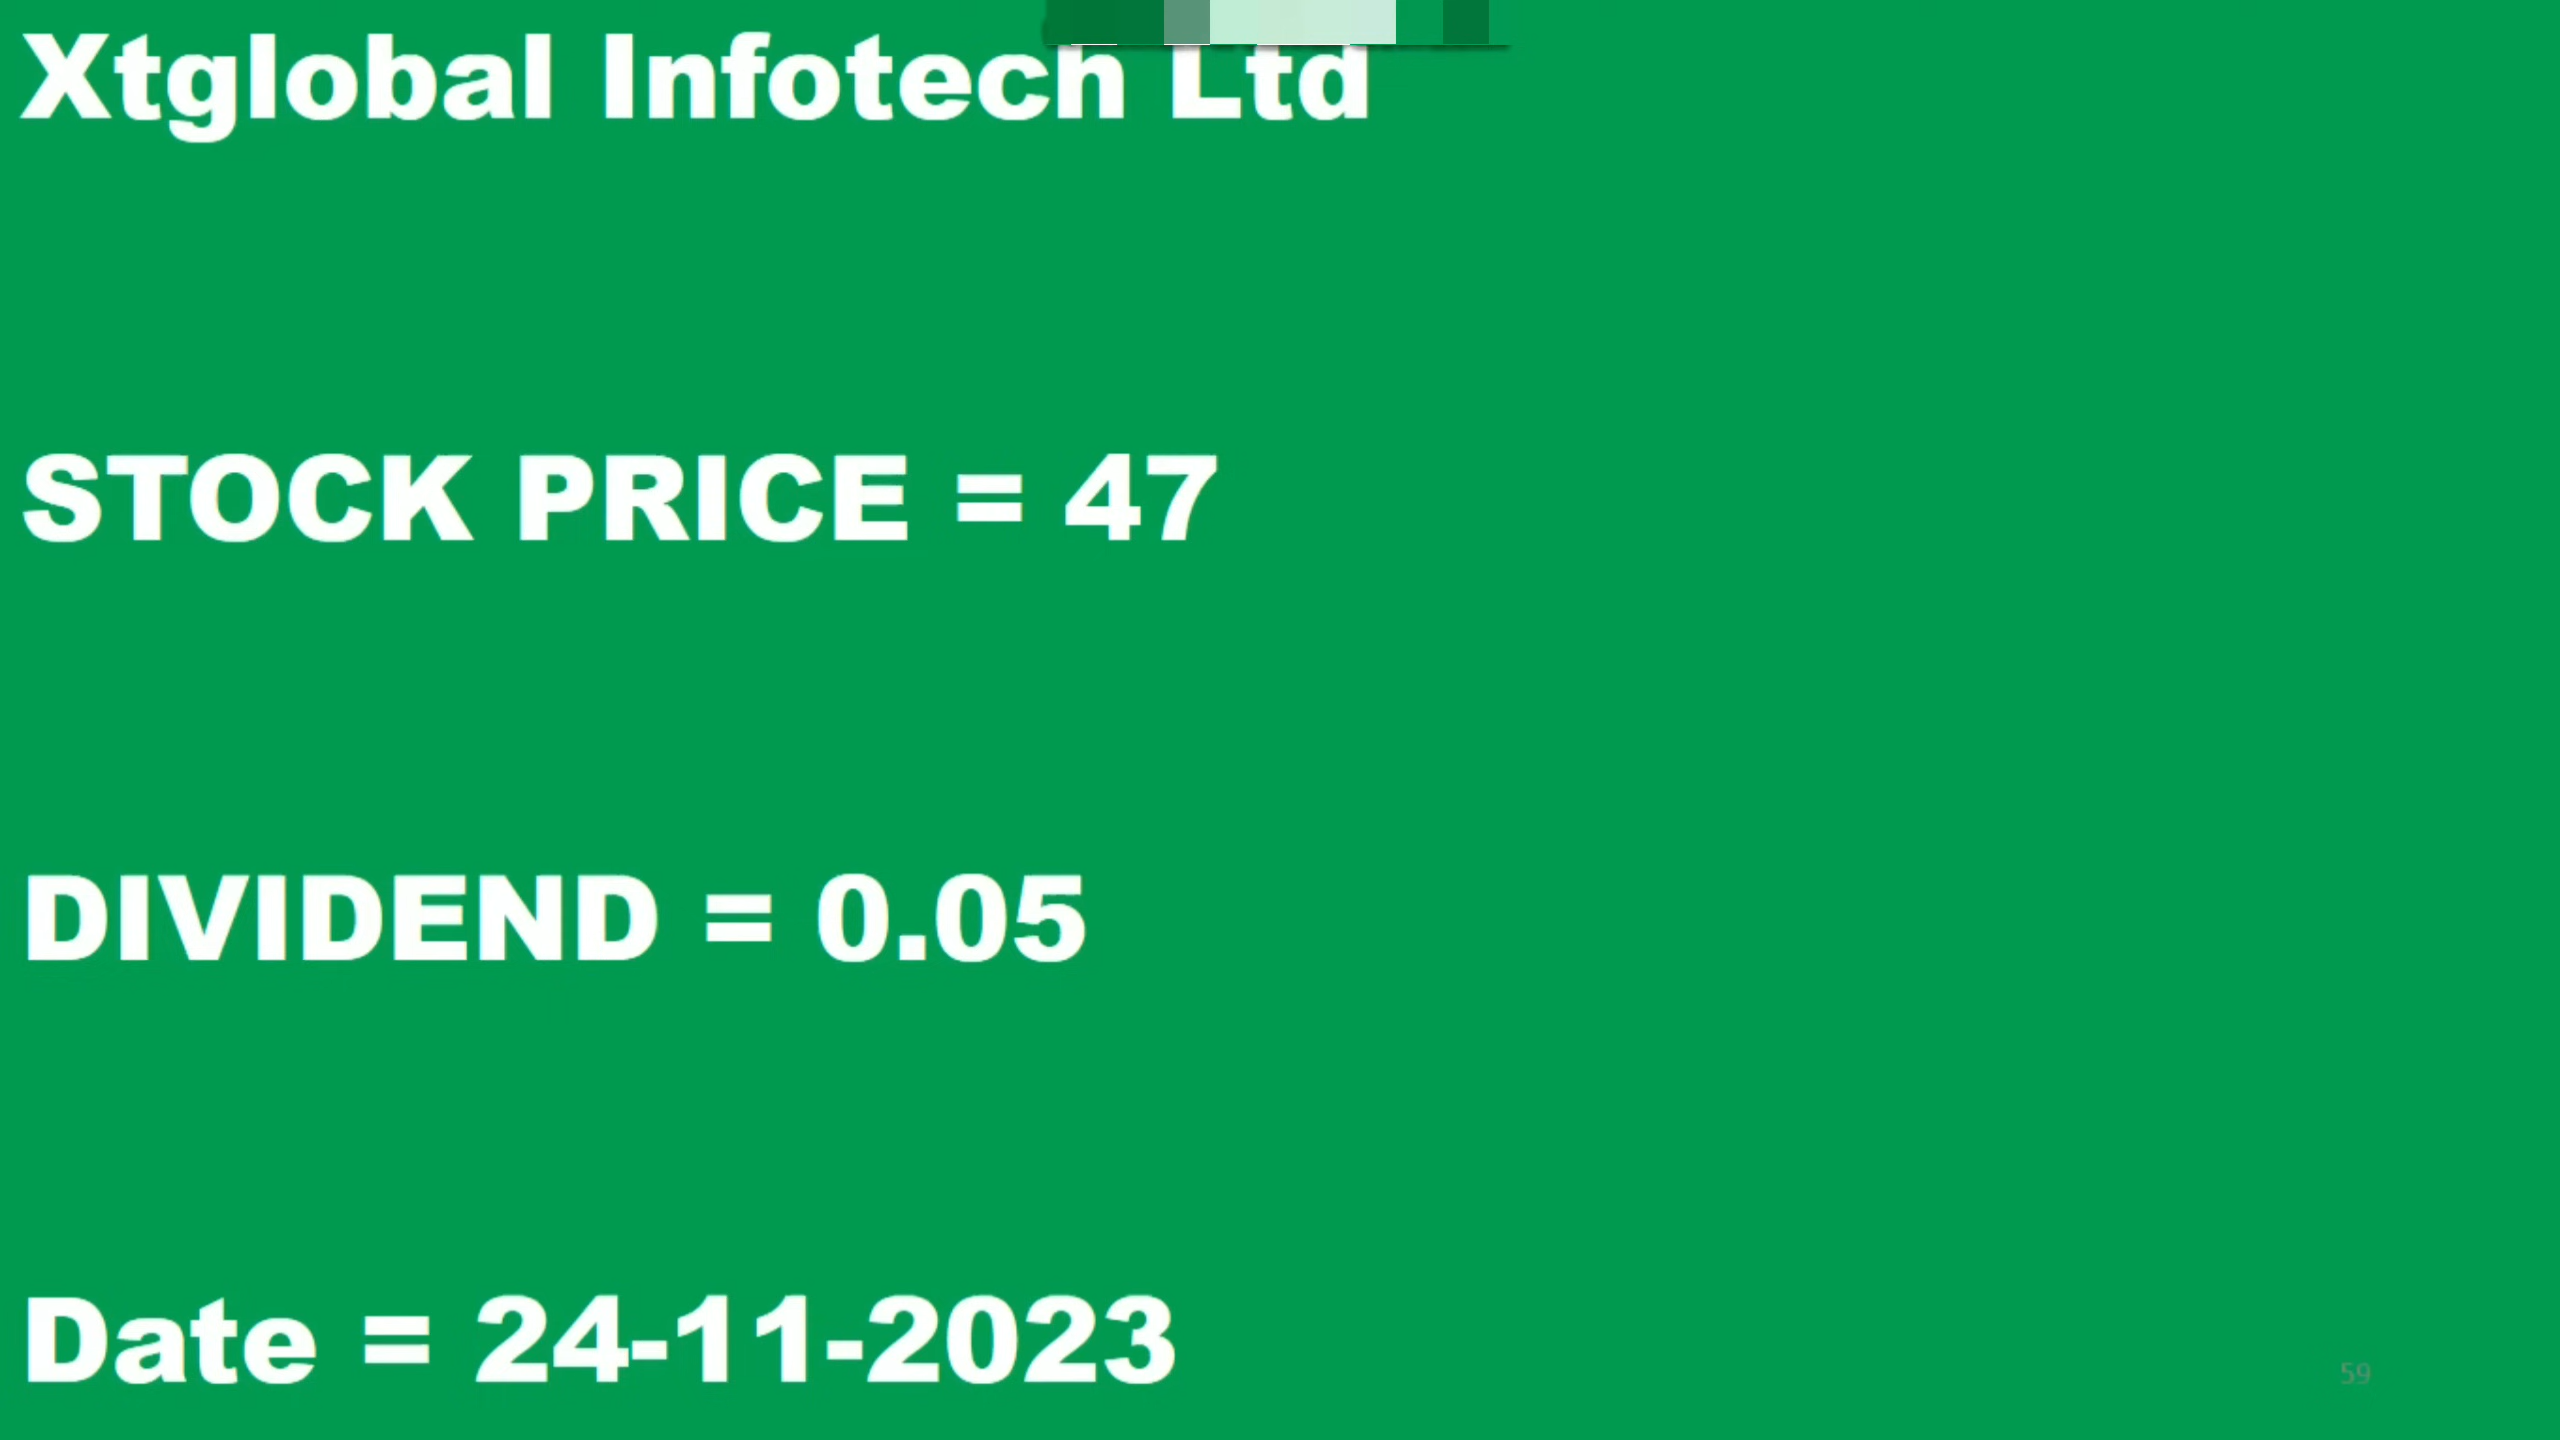 Xtglobal Infotech Ltd
STOCK PRICE = 47
DIVIDEND = 0.05
Date = 24-11-2023
59